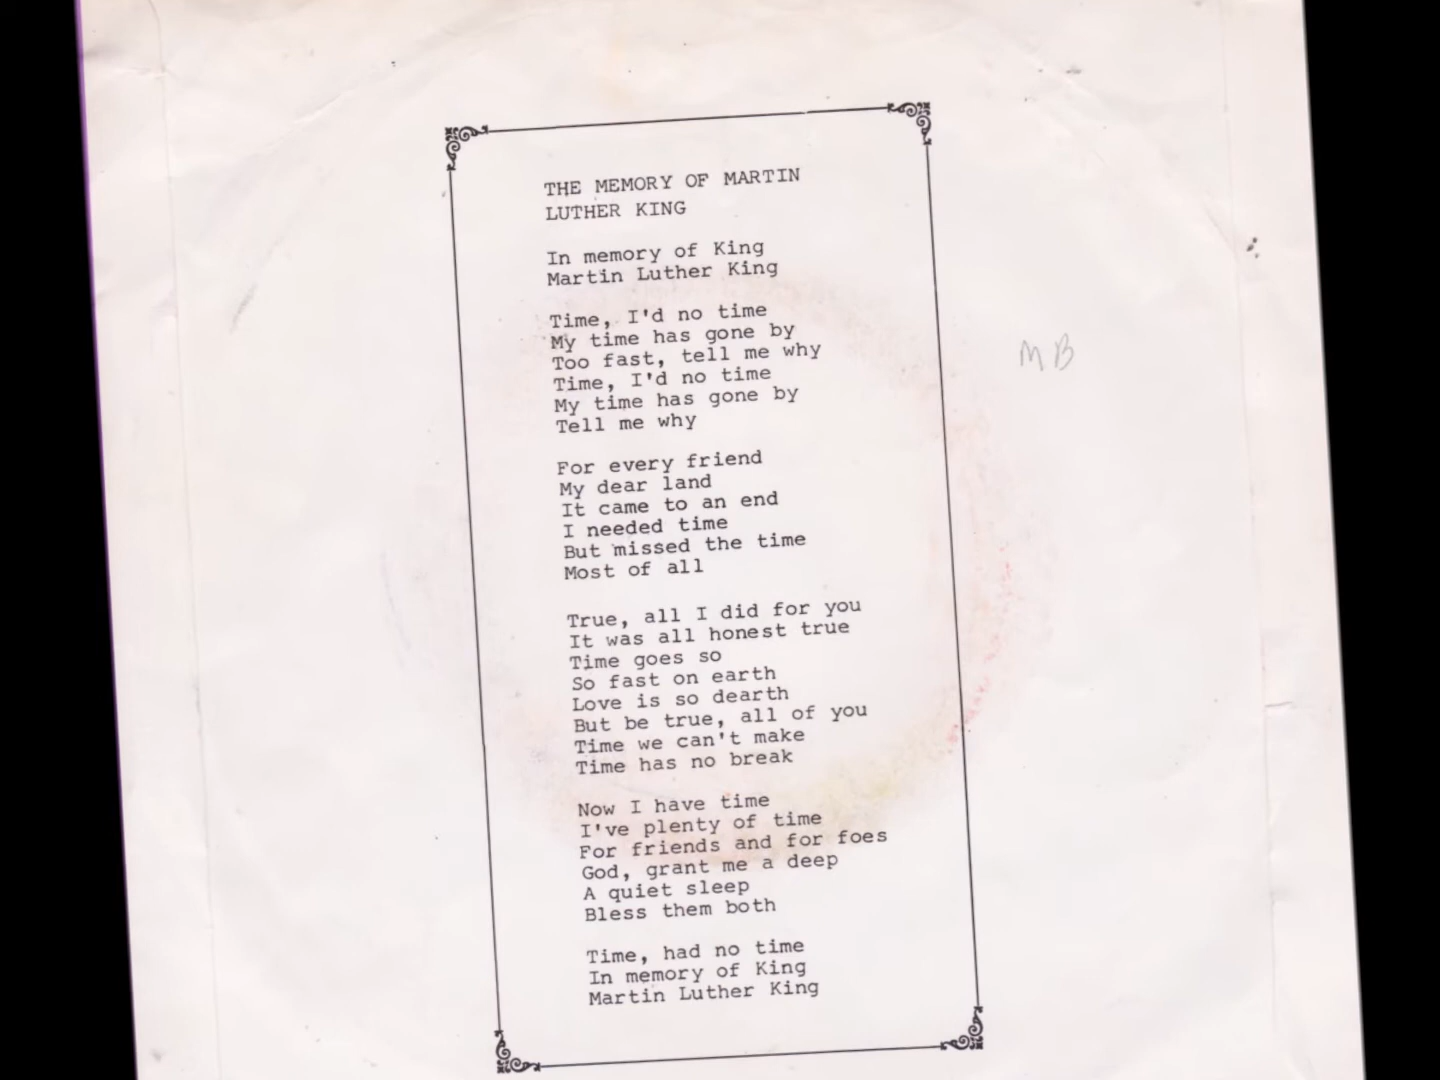 THE MEMORY OF MARTIN
LUTHER KING
In memory of King
Martin Luther King
Time, I'd no time
My time has gone by
Too fast, tell me why
Time, I'd no time
My time has gone by
Tell me why
For every friend
My dear land
It came to an end
I needed time
But missed the time
Most of all
True, all I did for you
It was all honest true
Time goes so
So fast on earth
Love is so dearth
But be true, all of you
Time we can't make
Time has no break
Now I have time
I've plenty of time
For friends and for foes
God, grant me a deep
A quiet sleep
Bless them both
Time, had no time
In memory of King
Martin Luther King
MB